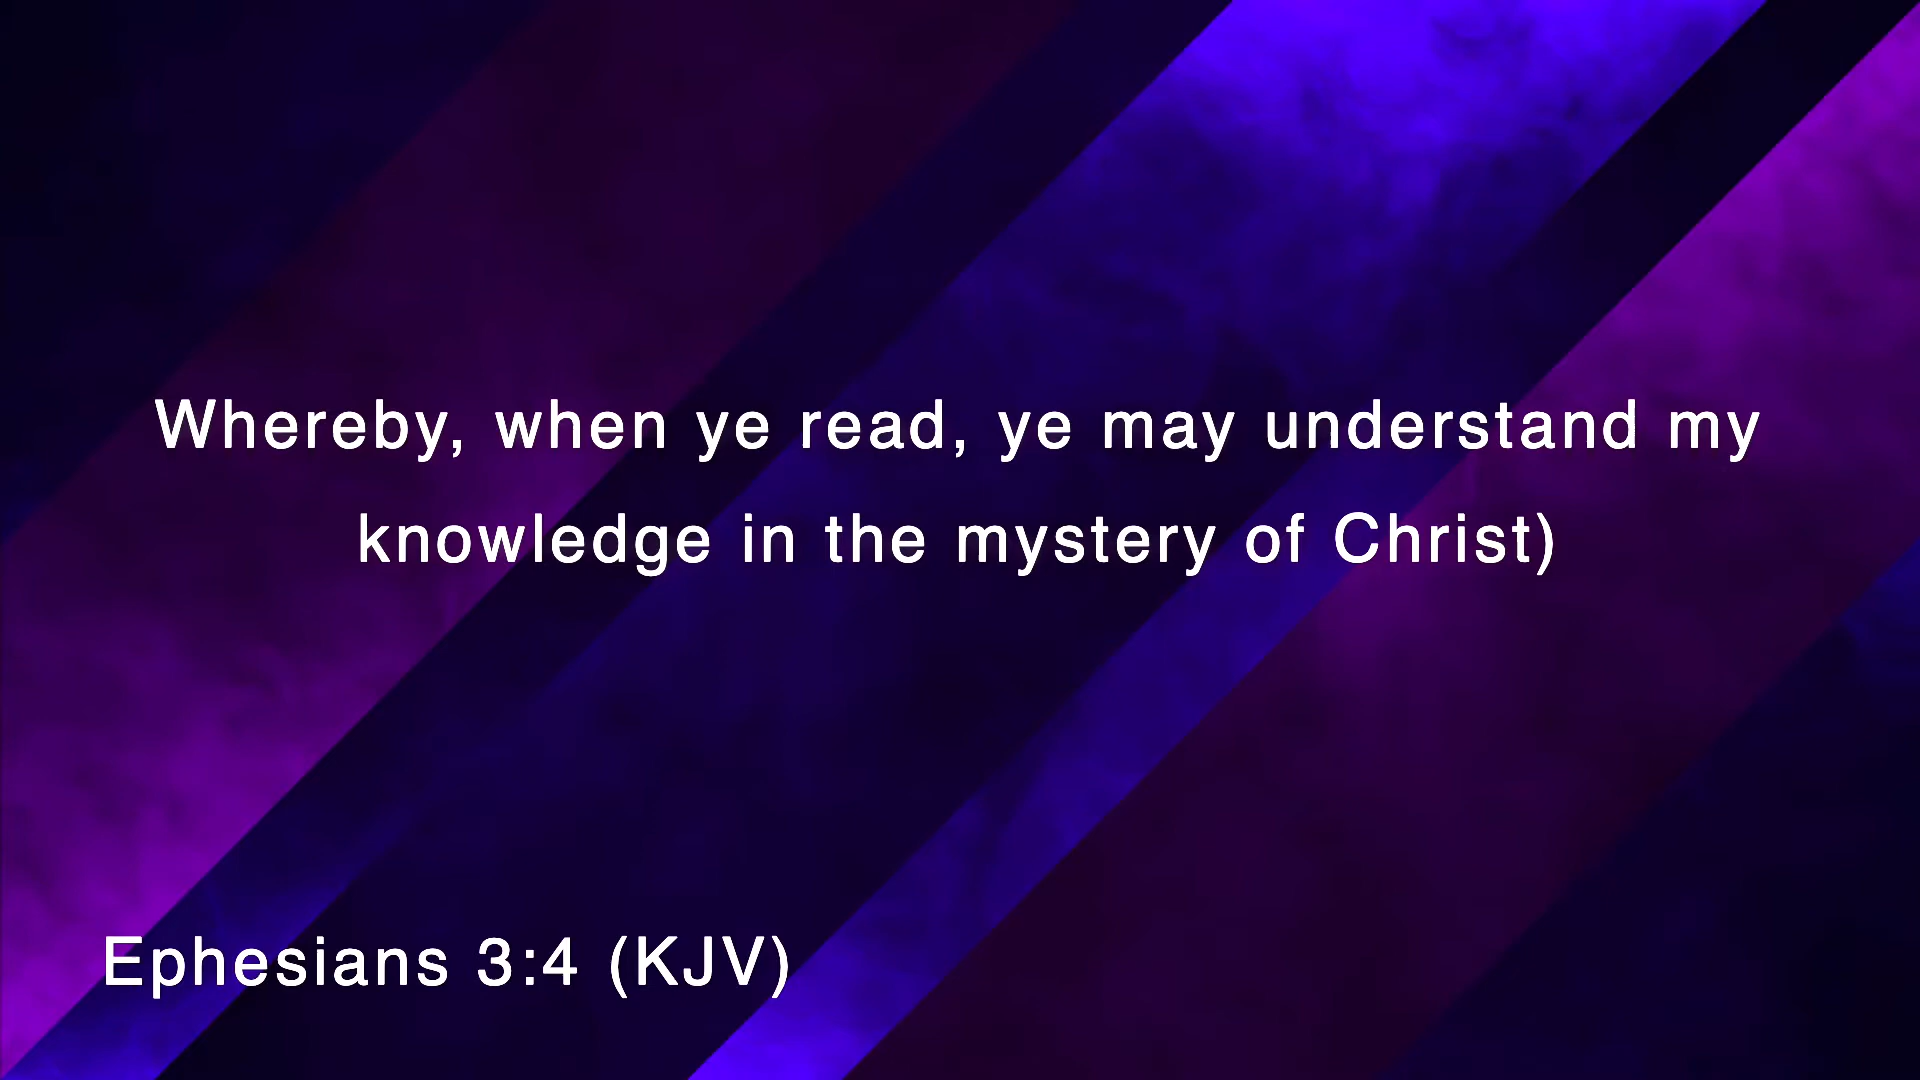 Whereby, when ye read, ye may understand my
knowledge in the mystery of Christ)
Ephesians 3:4 (KJV)